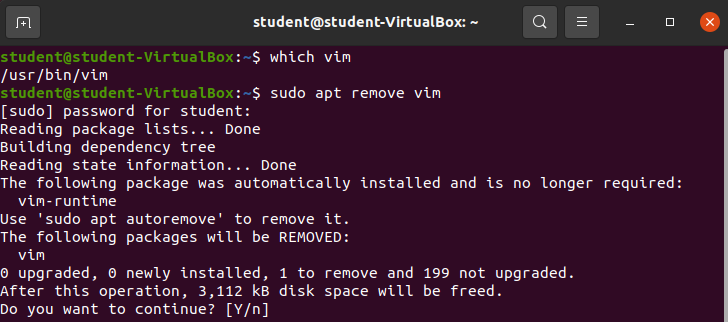 student@student-VirtualBox: ~
student@student-VirtualBox:~$ which vim
/usr/bin/vim
student@student-VirtualBox:~$ sudo apt remove vim
[sudo] password for student:
Reading package lists... Done
Building dependency tree
Reading state information... Done
The following package was automatically installed and is no longer required:
  vim-runtime
Use 'sudo apt autoremove' to remove it.
The following packages will be REMOVED:
  vim
0 upgraded, 0 newly installed, 1 to remove and 199 not upgraded.
After this operation, 3,112 kB disk space will be freed.
Do you want to continue? [Y/n]